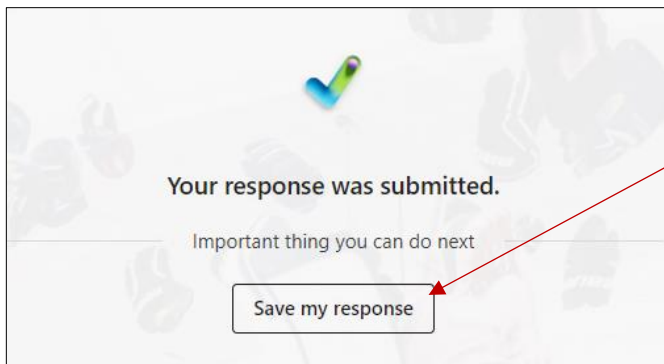 Your response was submitted.
Important thing you can do next
Save my response